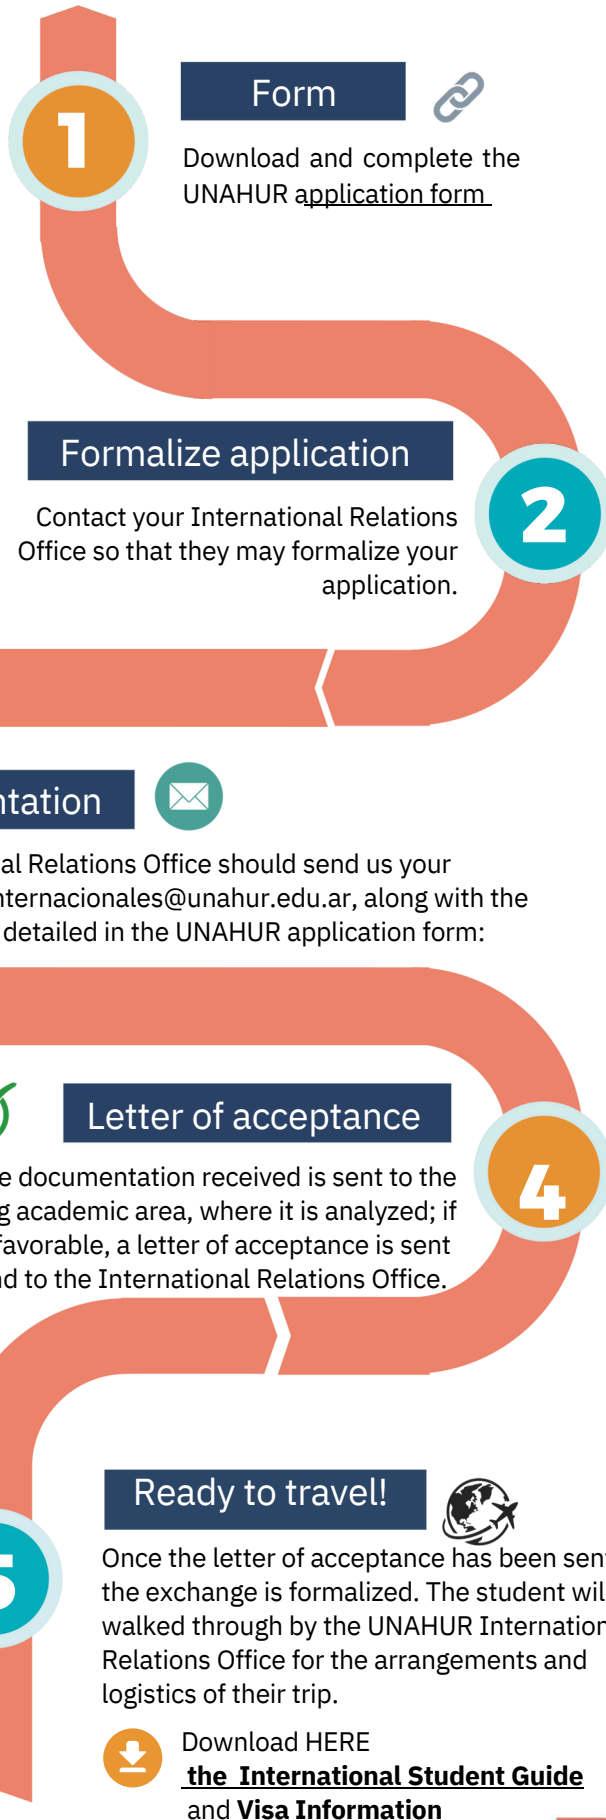 1
Form
Download and complete the
UNAHUR application form
Formalize application
2
Contact your International Relations
Office so that they may formalize your
application.
ntation
al Relations Office should send us your
nternacionales@unahur.edu.ar, along with the
detailed in the UNAHUR application form:
Letter of acceptance
4
e documentation received is sent to the
g academic area, where it is analyzed; if
favorable, a letter of acceptance is sent
nd to the International Relations Office.
Ready to travel!
5
Once the letter of acceptance has been sent
the exchange is formalized. The student wil
walked through by the UNAHUR Internation
Relations Office for the arrangements and
logistics of their trip.
Download HERE
the International Student Guide
and Visa Information